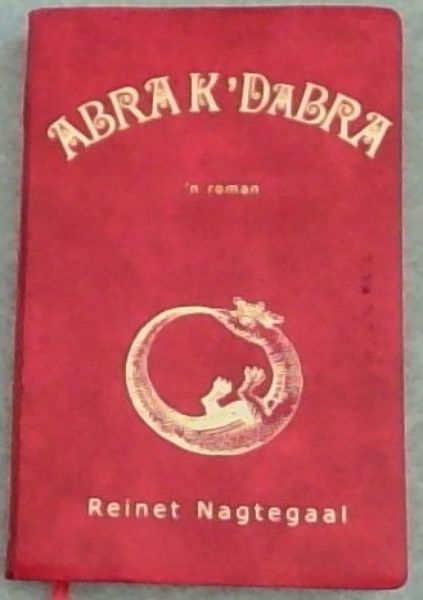 ABRA K'DABRA
'n roman
Reinet Nagtegaal